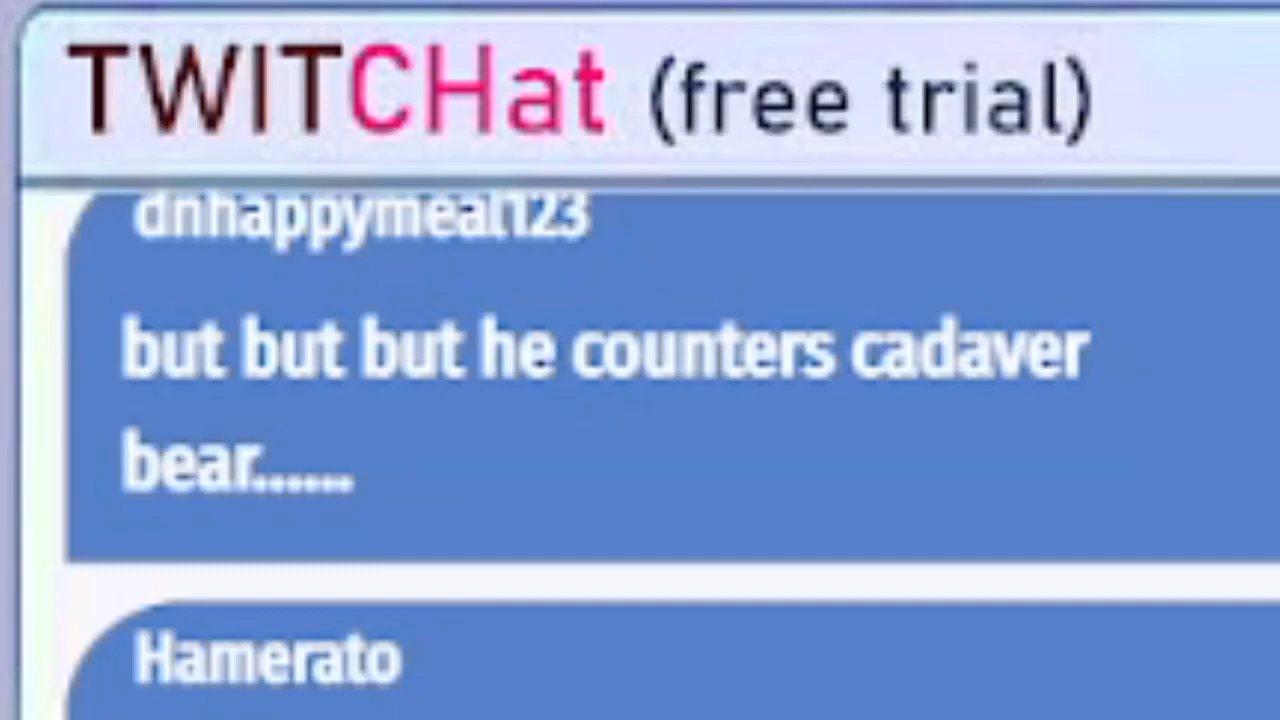 TWITCHat (free trial)
dnhappymeal123
but but but he counters cadaver
bear......
Hamerato